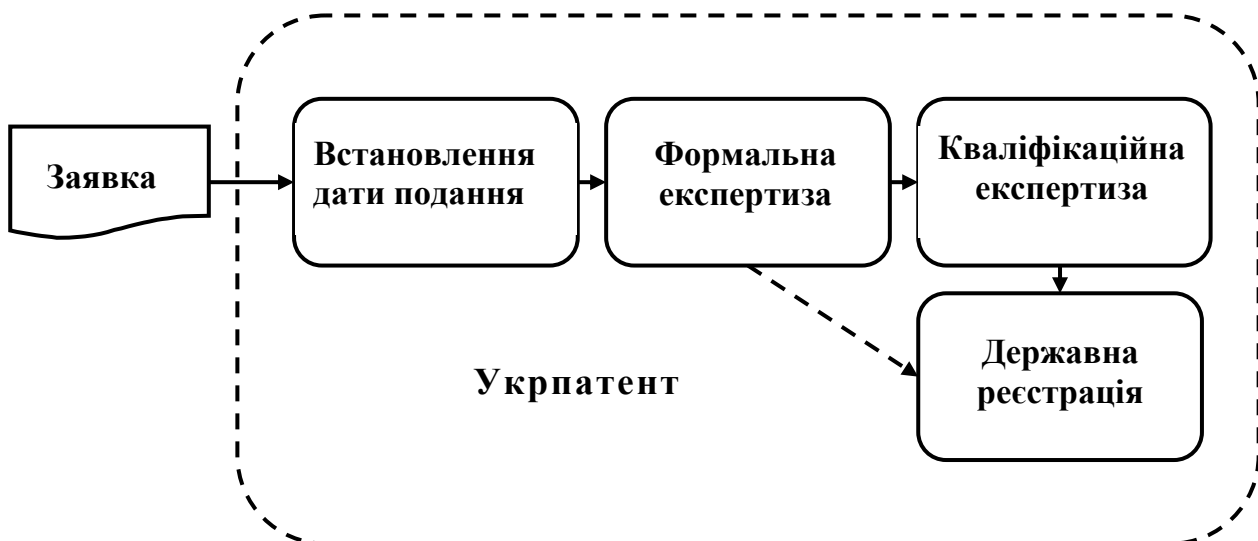 Заявка
Встановлення
дати подання
Формальна
експертиза
Кваліфікаційна
експертиза
Державна
реєстрація
Укрпатент